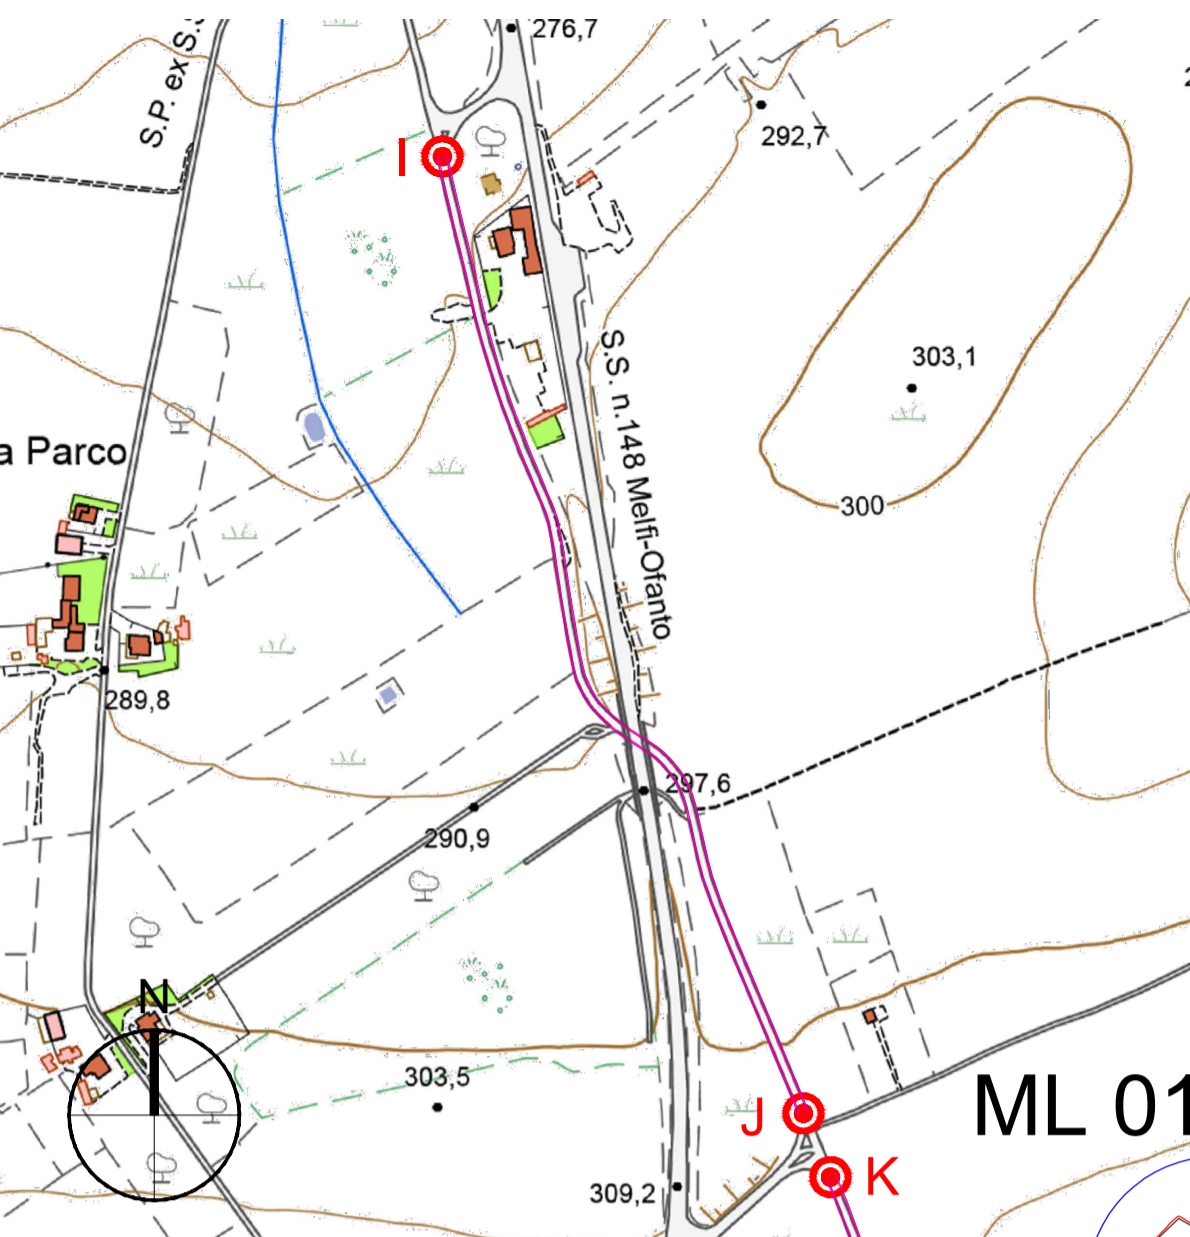 S.P. ex S.S
276,7
292,7
I
303,1
S.S. n.148 Melfi-Ofanto
a Parco
300
289,8
297,6
290,9
N
303,5
J
ML 01
309,2
K